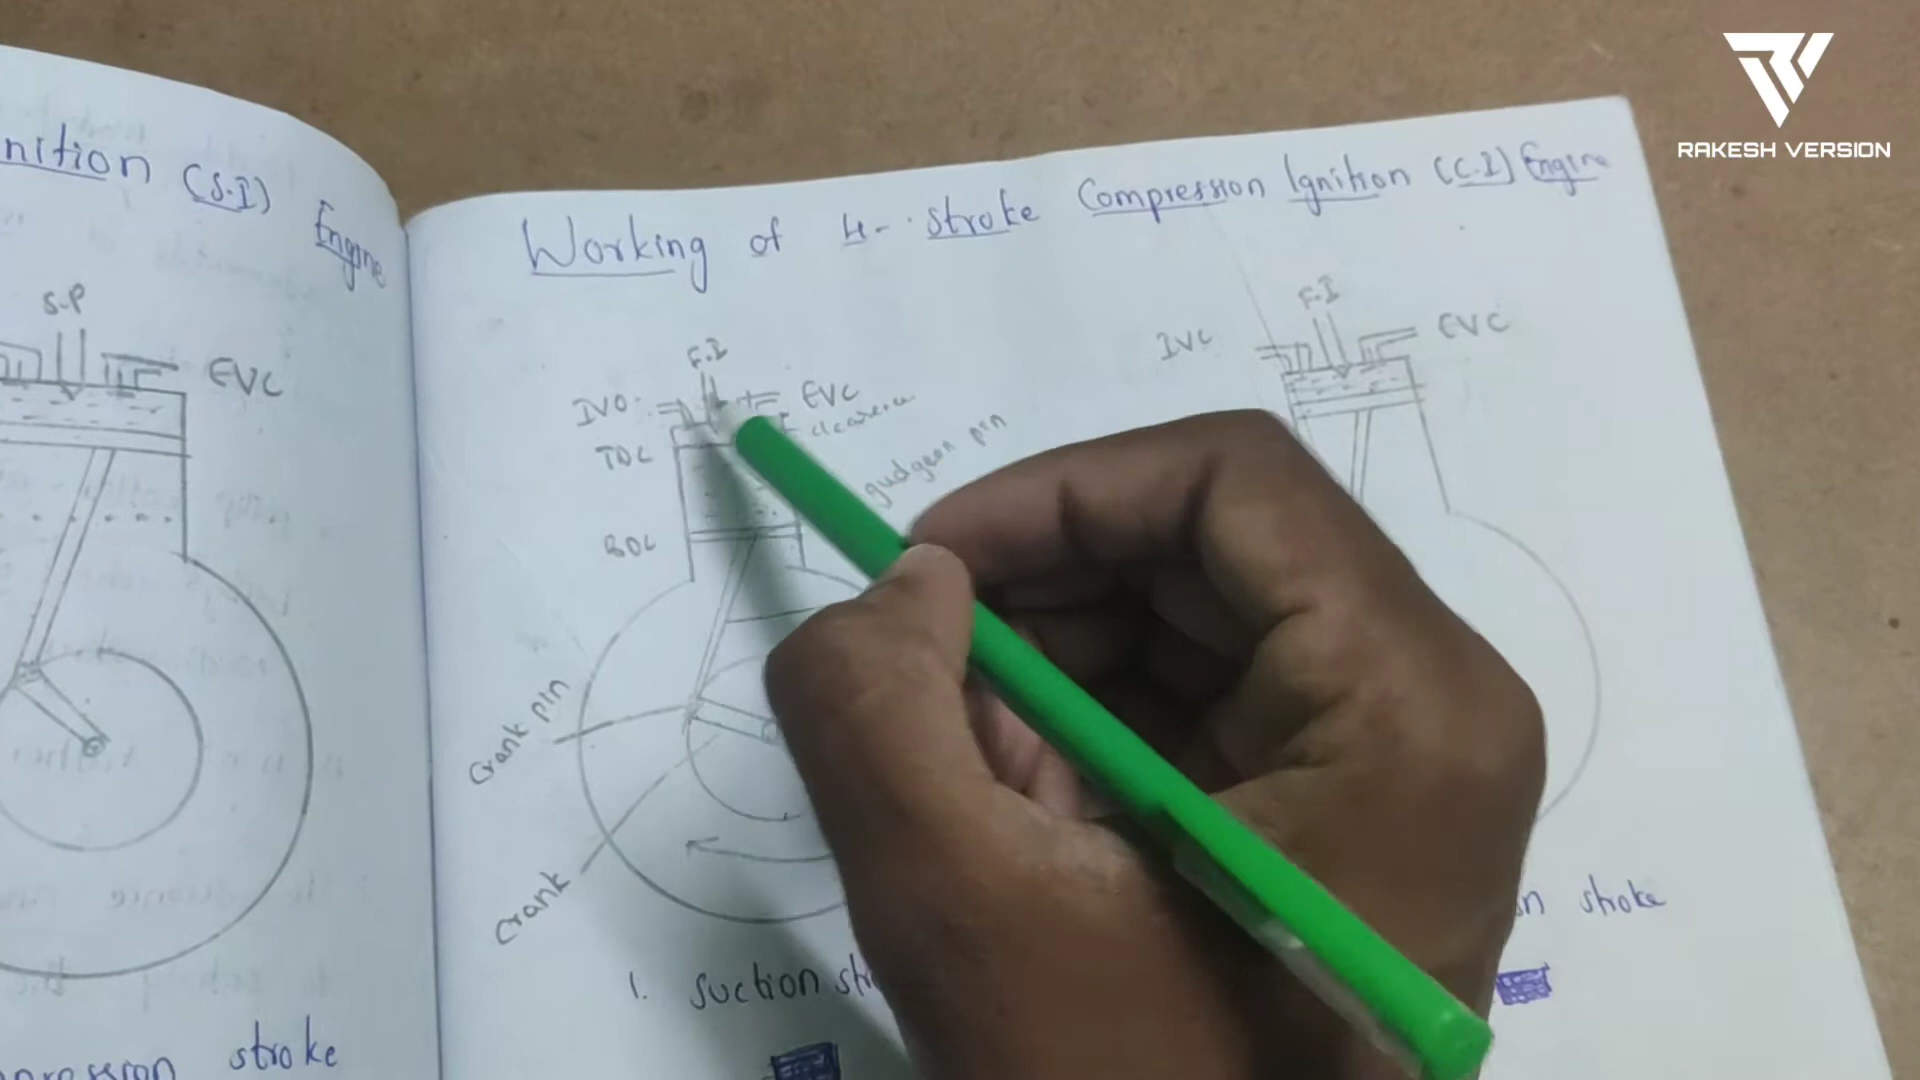 nition (S.I) Engine
S.P
EVC
stroke
Working of 4-stroke Compression Ignition (C.I) Engine
F.I
IVO
EVC
TDC
BDC
gudgeon pin
Crank pin
Crank
1. Suction
F.I
IVC
EVC
stroke
RAKESH VERSION